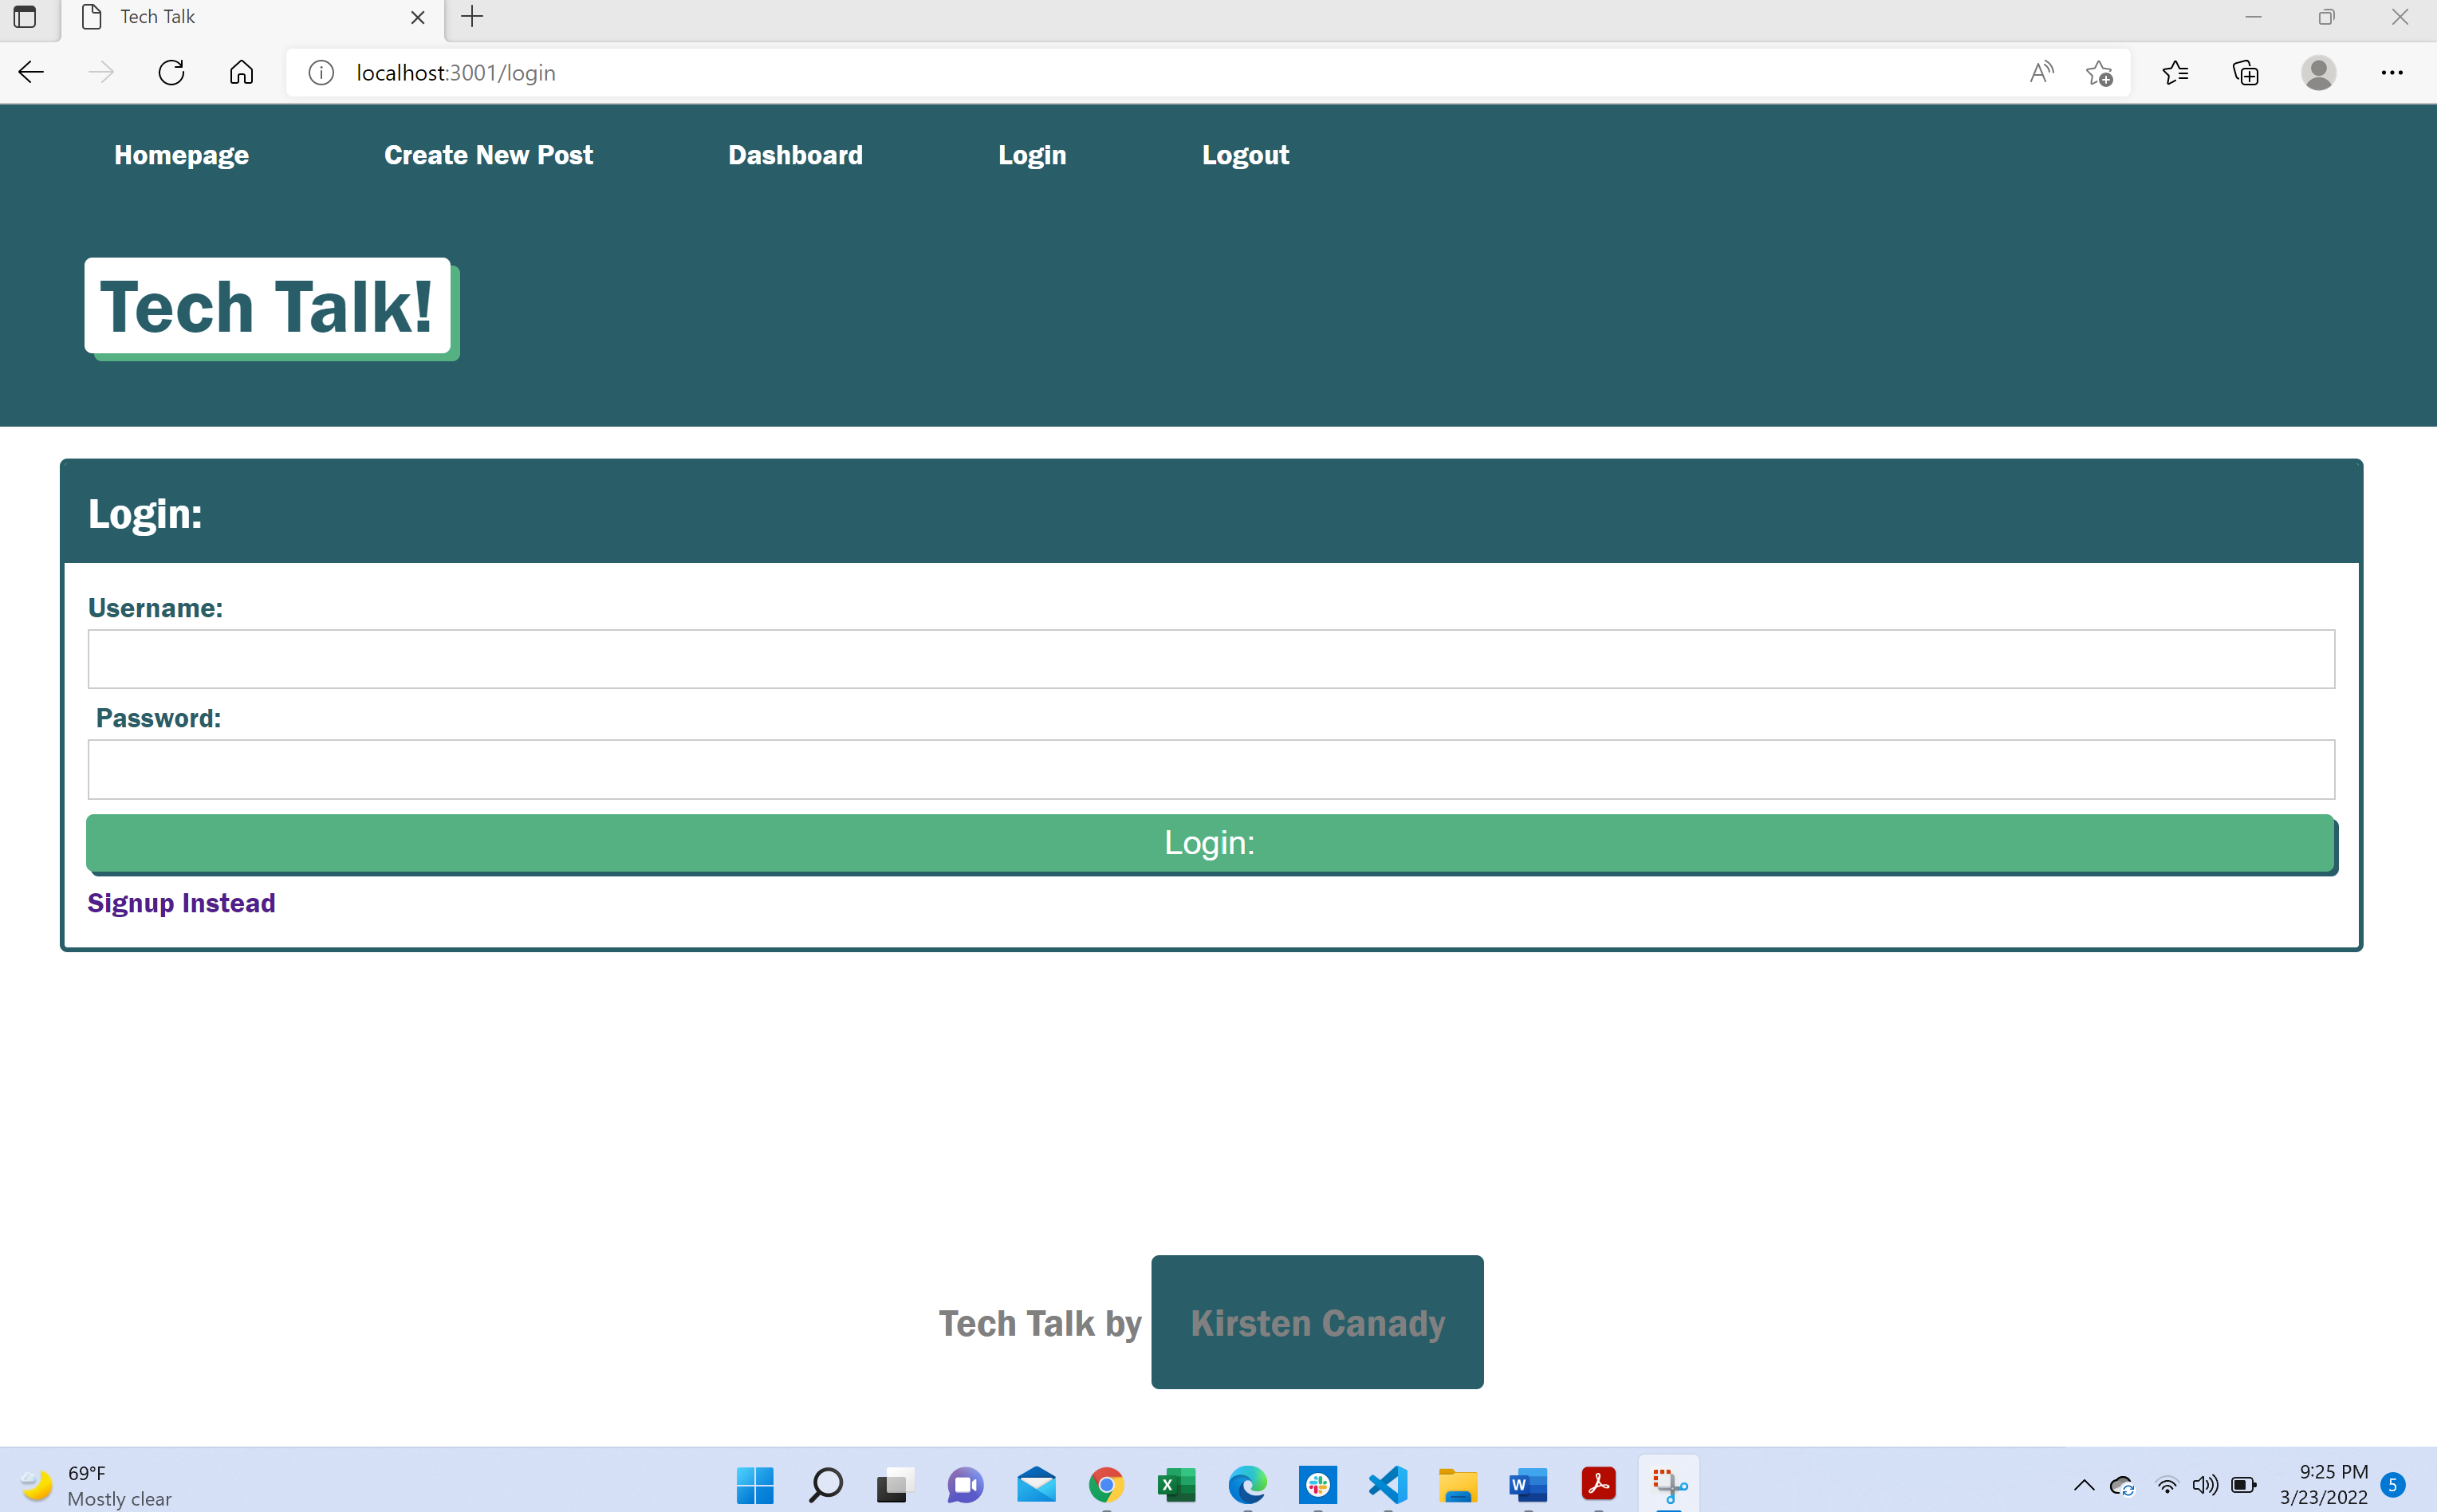 Tech Talk
localhost:3001/login
Homepage Create New Post Dashboard Login Logout
Tech Talk!
Login:
Username:
Password:
Login:
Signup Instead
Tech Talk by Kirsten Canady
69°F
Mostly clear
9:25 PM
3/23/2022
5